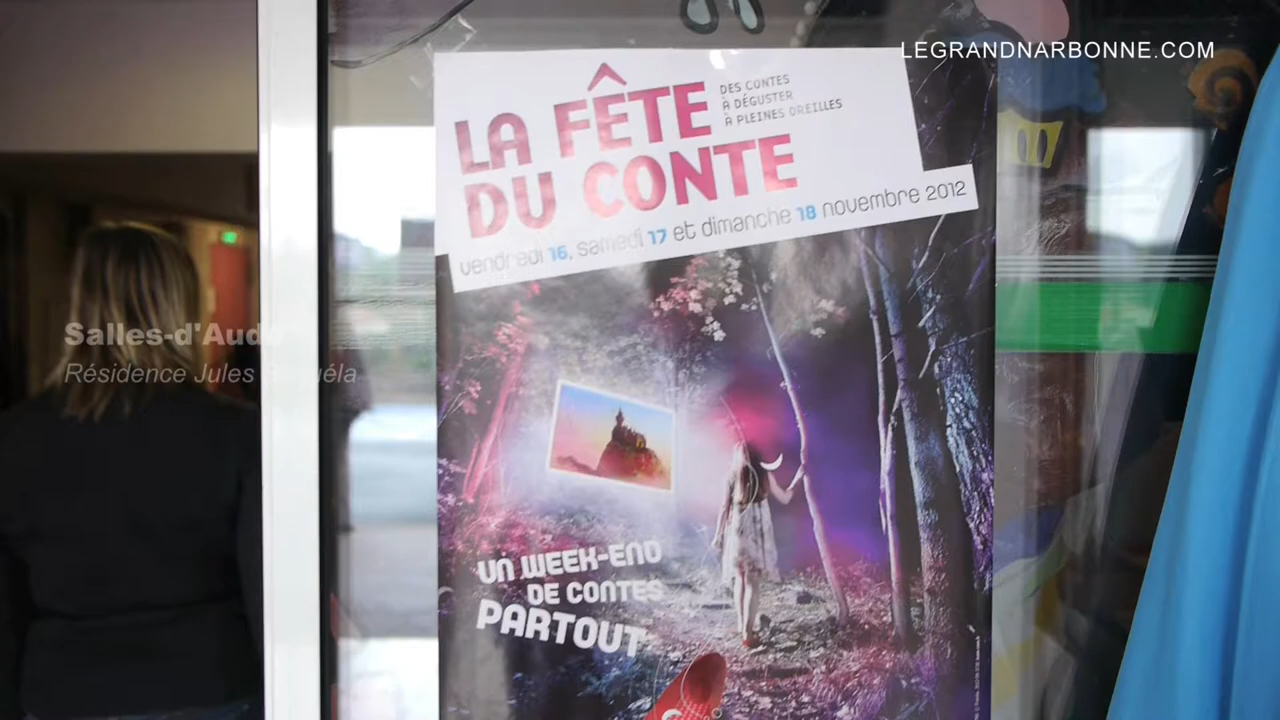 LEGRANDNARBONNE.COM
LA FÊTE
DU CONTE
DES CONTES
À DÉGUSTER
À PLEINES OREILLES
vendredi 16, samedi 17 et dimanche 18 novembre 2012
Salles-d'Aude
Résidence Jules
UN WEEK-END
DE CONTES
PARTOUT